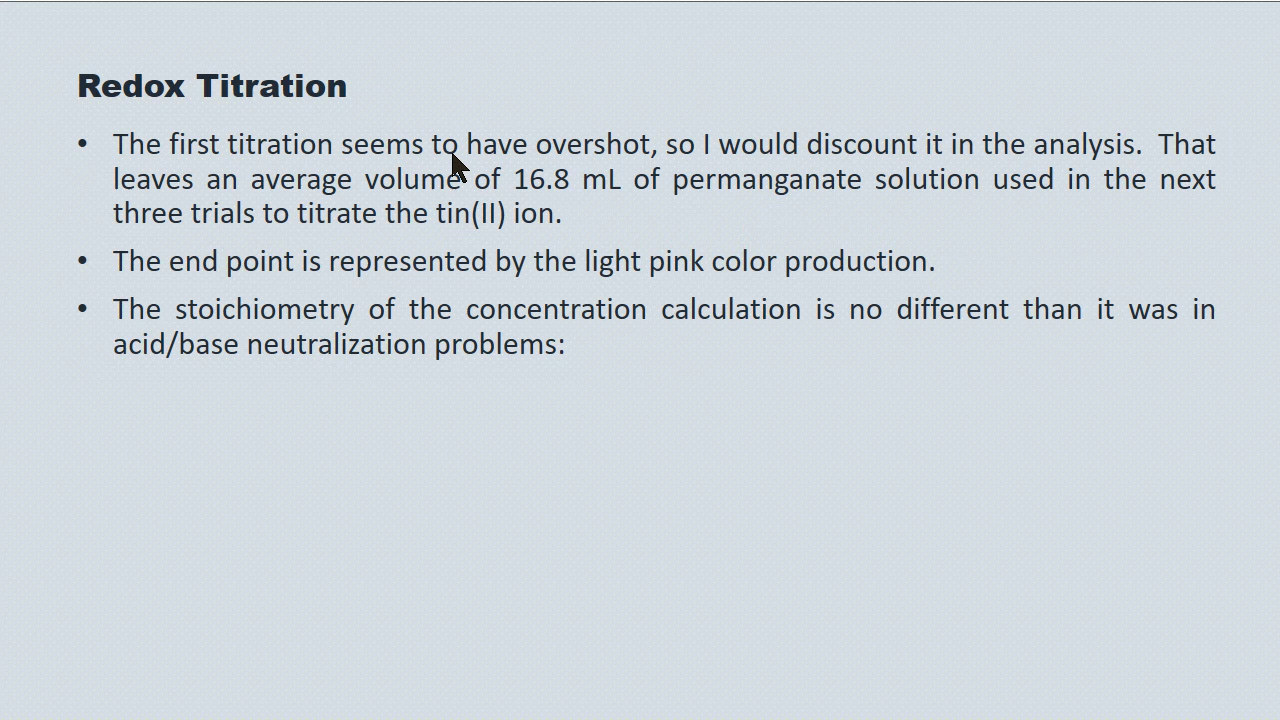 Redox Titration
• The first titration seems to have overshot, so I would discount it in the analysis. That
leaves an average volume of 16.8 mL of permanganate solution used in the next
three trials to titrate the tin(II) ion.
• The end point is represented by the light pink color production.
• The stoichiometry of the concentration calculation is no different than it was in
acid/base neutralization problems: